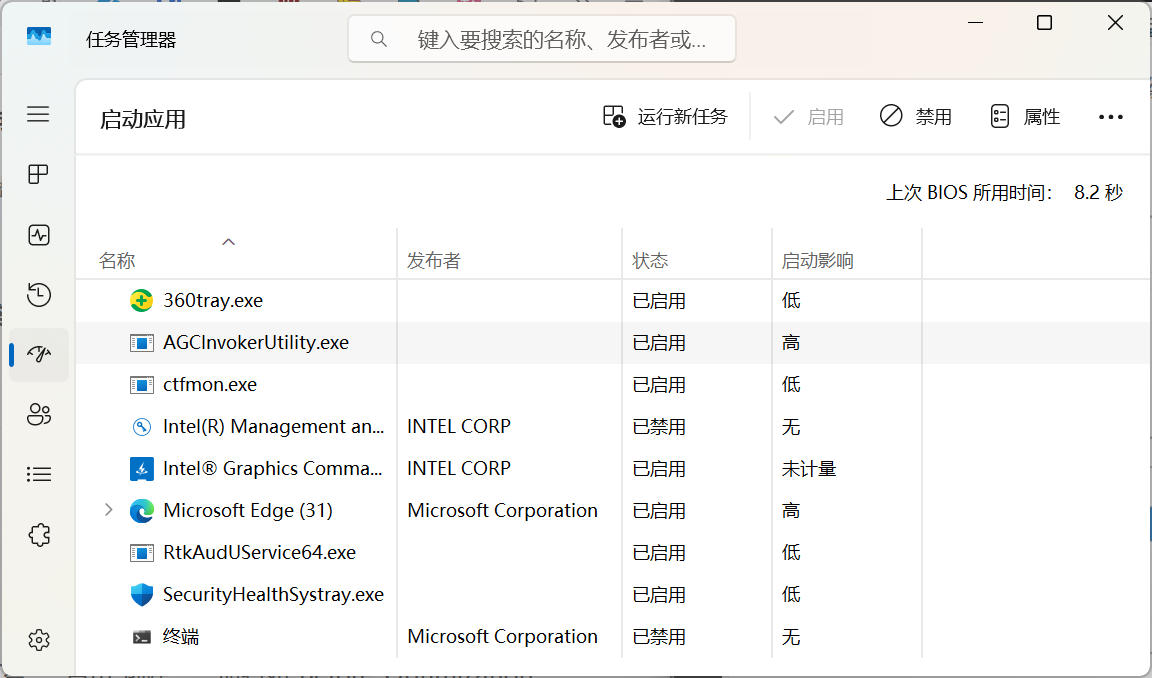 任务管理器
键入要搜索的名称、发布者或...
启动应用
运行新任务
启用
禁用
属性
上次 BIOS 所用时间： 8.2 秒
名称 发布者 状态 启动影响
360tray.exe 已启用 低
AGCInvokerUtility.exe 已启用 高
ctfmon.exe 已启用 低
Intel(R) Management an... INTEL CORP 已禁用 无
Intel® Graphics Comma... INTEL CORP 已启用 未计量
Microsoft Edge (31) Microsoft Corporation 已启用 高
RtkAudUService64.exe 已启用 低
SecurityHealthSystray.exe 已启用 低
终端 Microsoft Corporation 已禁用 无